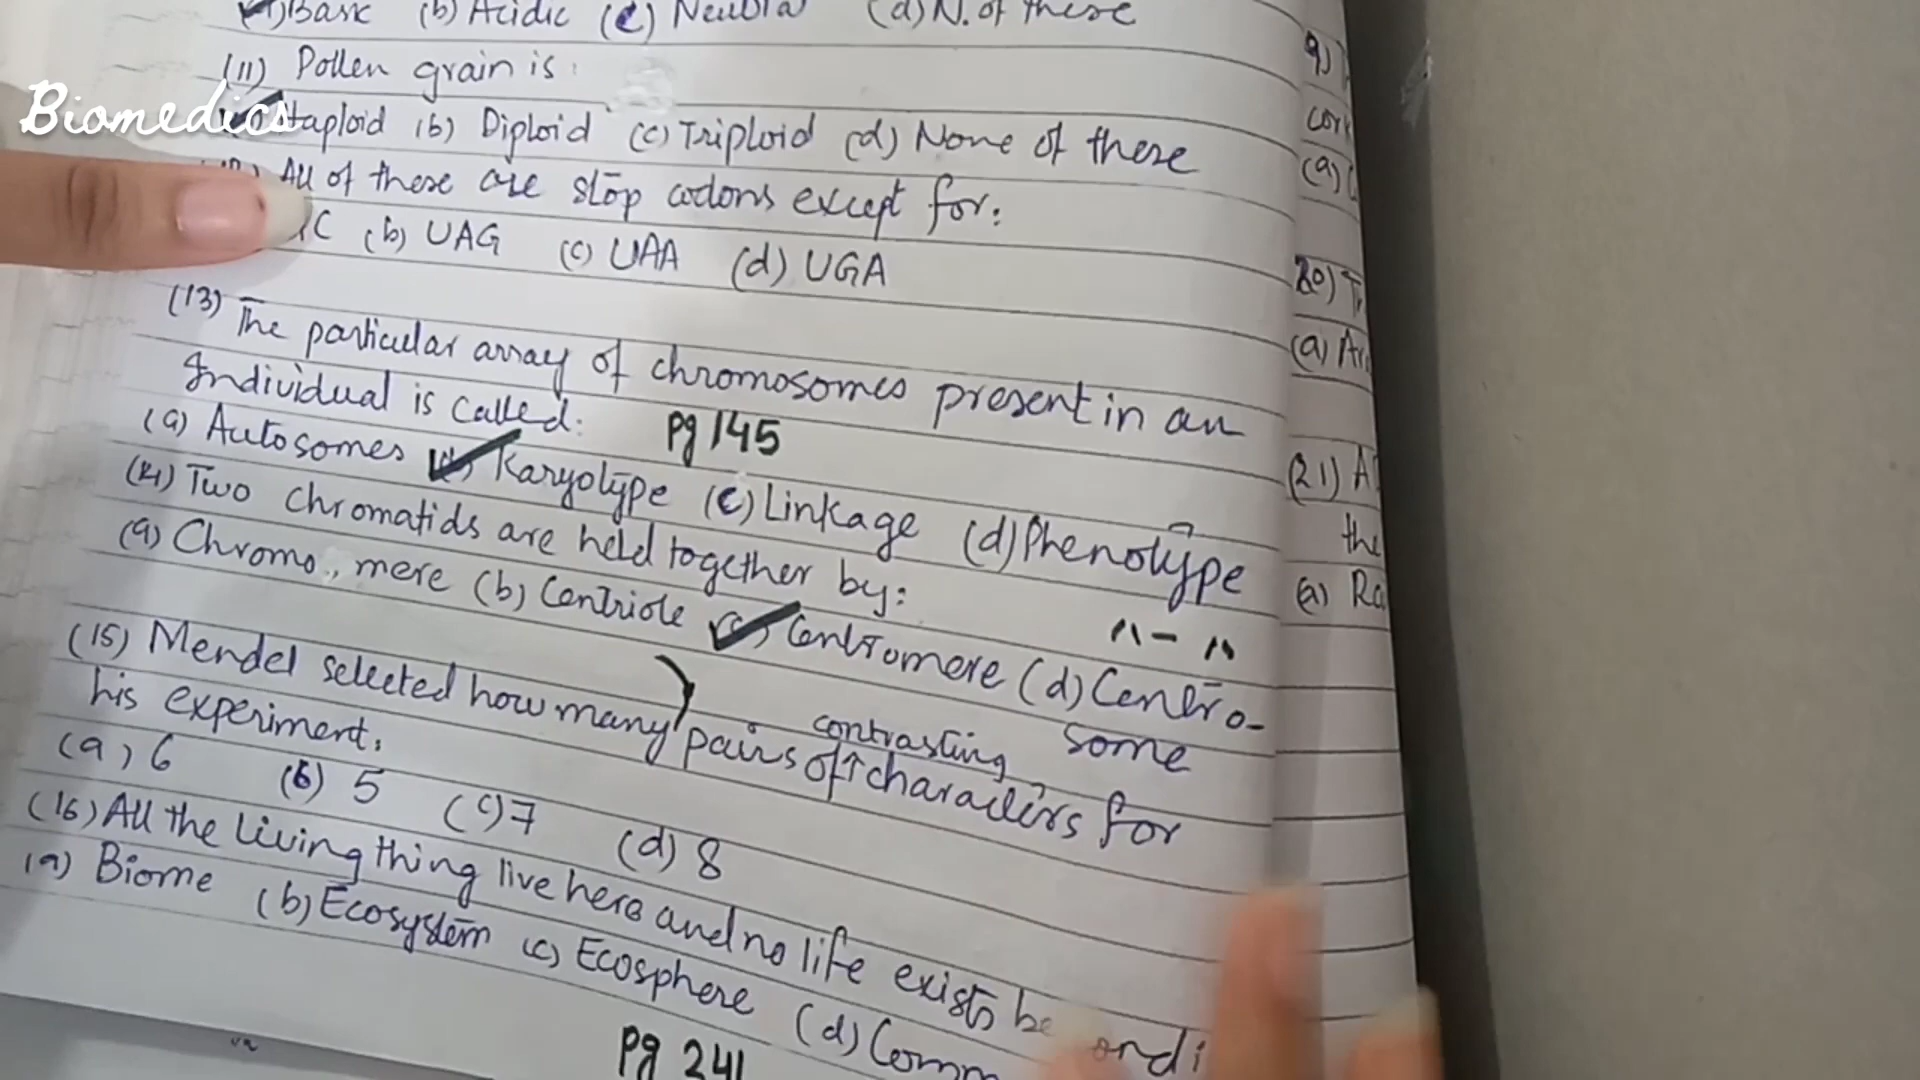 Basic (b) Acidic (c) Neutral (d) N. of these
(11) Pollen grain is:
Biomedics
Haploid (b) Diploid (c) Triploid (d) None of these
All of these are stop codons except for:
(b) UAG (c) UAA (d) UGA
(13) The particular array of chromosomes present in an
Individual is called: pg 145
(a) Autosomes Karyotype (c) Linkage (d) Phenotype
(14) Two chromatids are held together by:
(a) Chromo mere (b) Centriole (c) Centromere (d) Centro-
some
(15) Mendel selected how many pairs of contrasting characters for
his experiment.
(a) 6 (b) 5 (c) 7 (d) 8
(16) All the living thing live here and no life exists
(a) Biome (b) Ecosystem (c) Ecosphere (d)
pg 241
9)
(a)
20)
(a)
(21) A
the
(a)